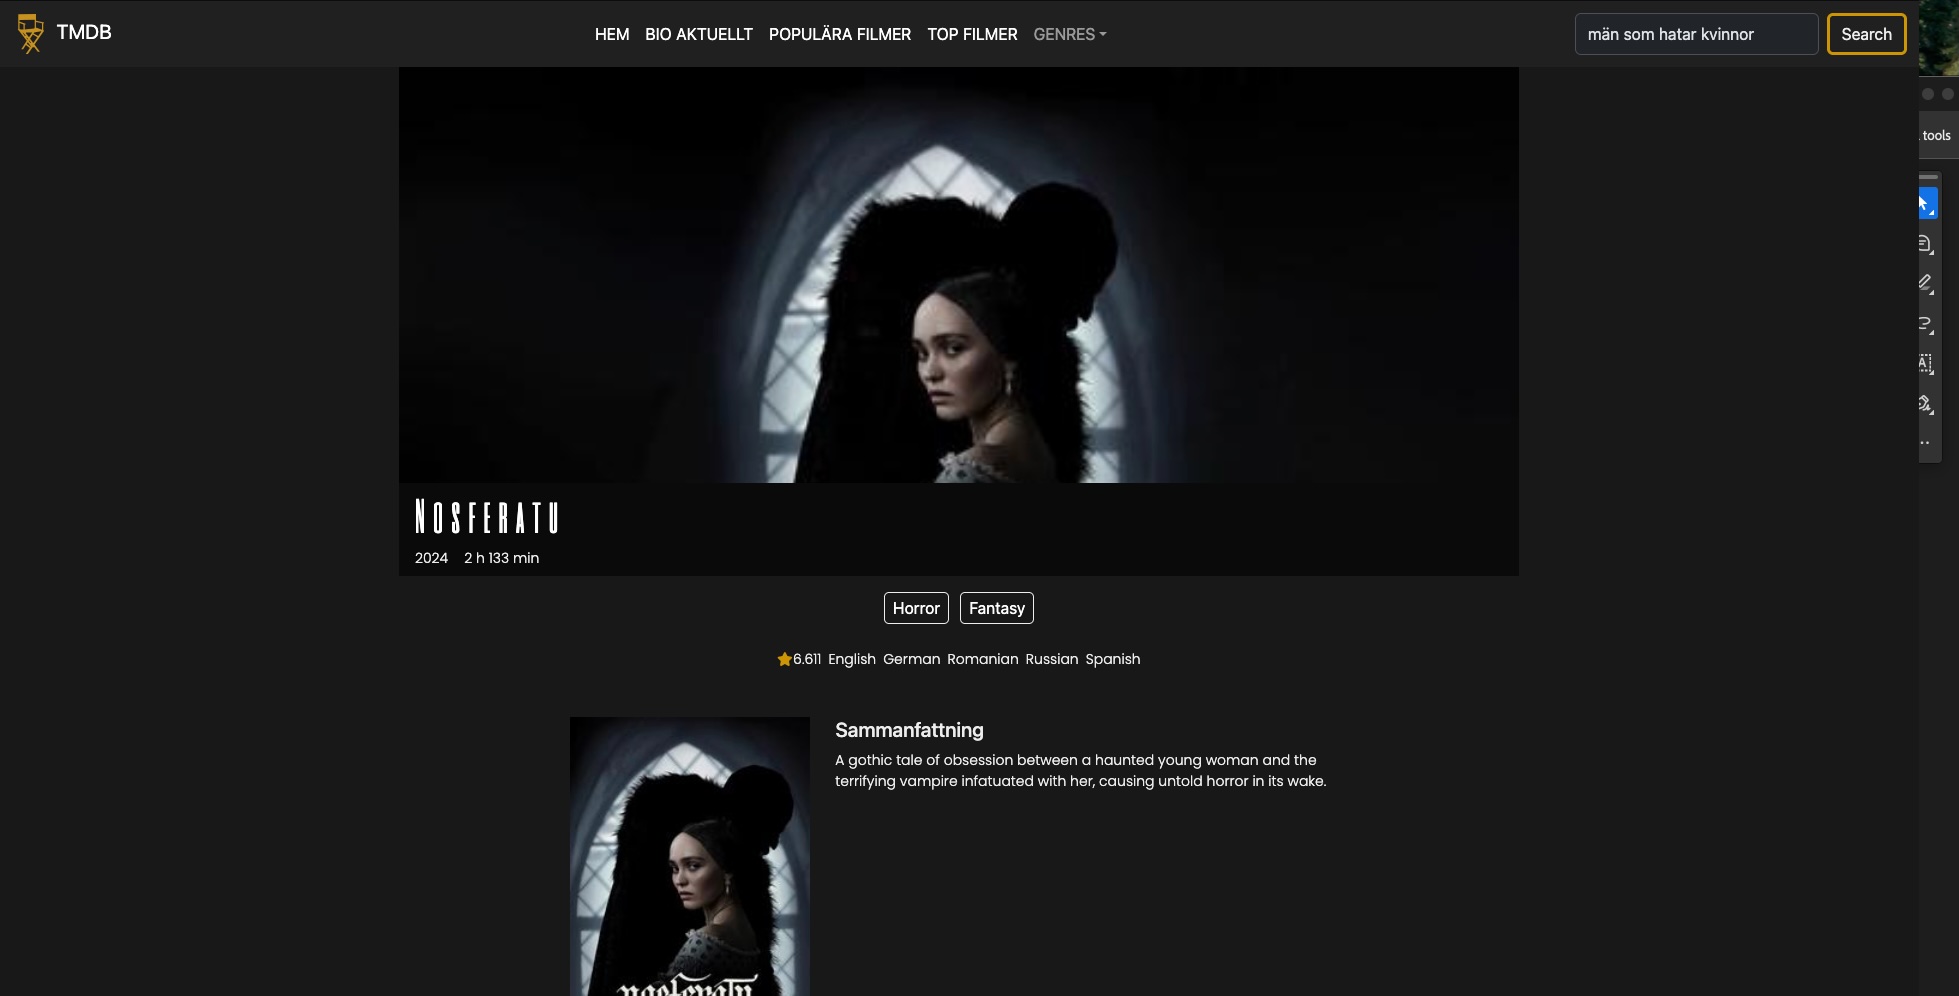 TMDB
HEM BIO AKTUELLT POPULÄRA FILMER TOP FILMER GENRES
män som hatar kvinnor Search
tools
NOSFERATU
2024 2 h 133 min
Horror Fantasy
6.611 English German Romanian Russian Spanish
Sammanfattning
A gothic tale of obsession between a haunted young woman and the
terrifying vampire infatuated with her, causing untold horror in its wake.
nosferatu